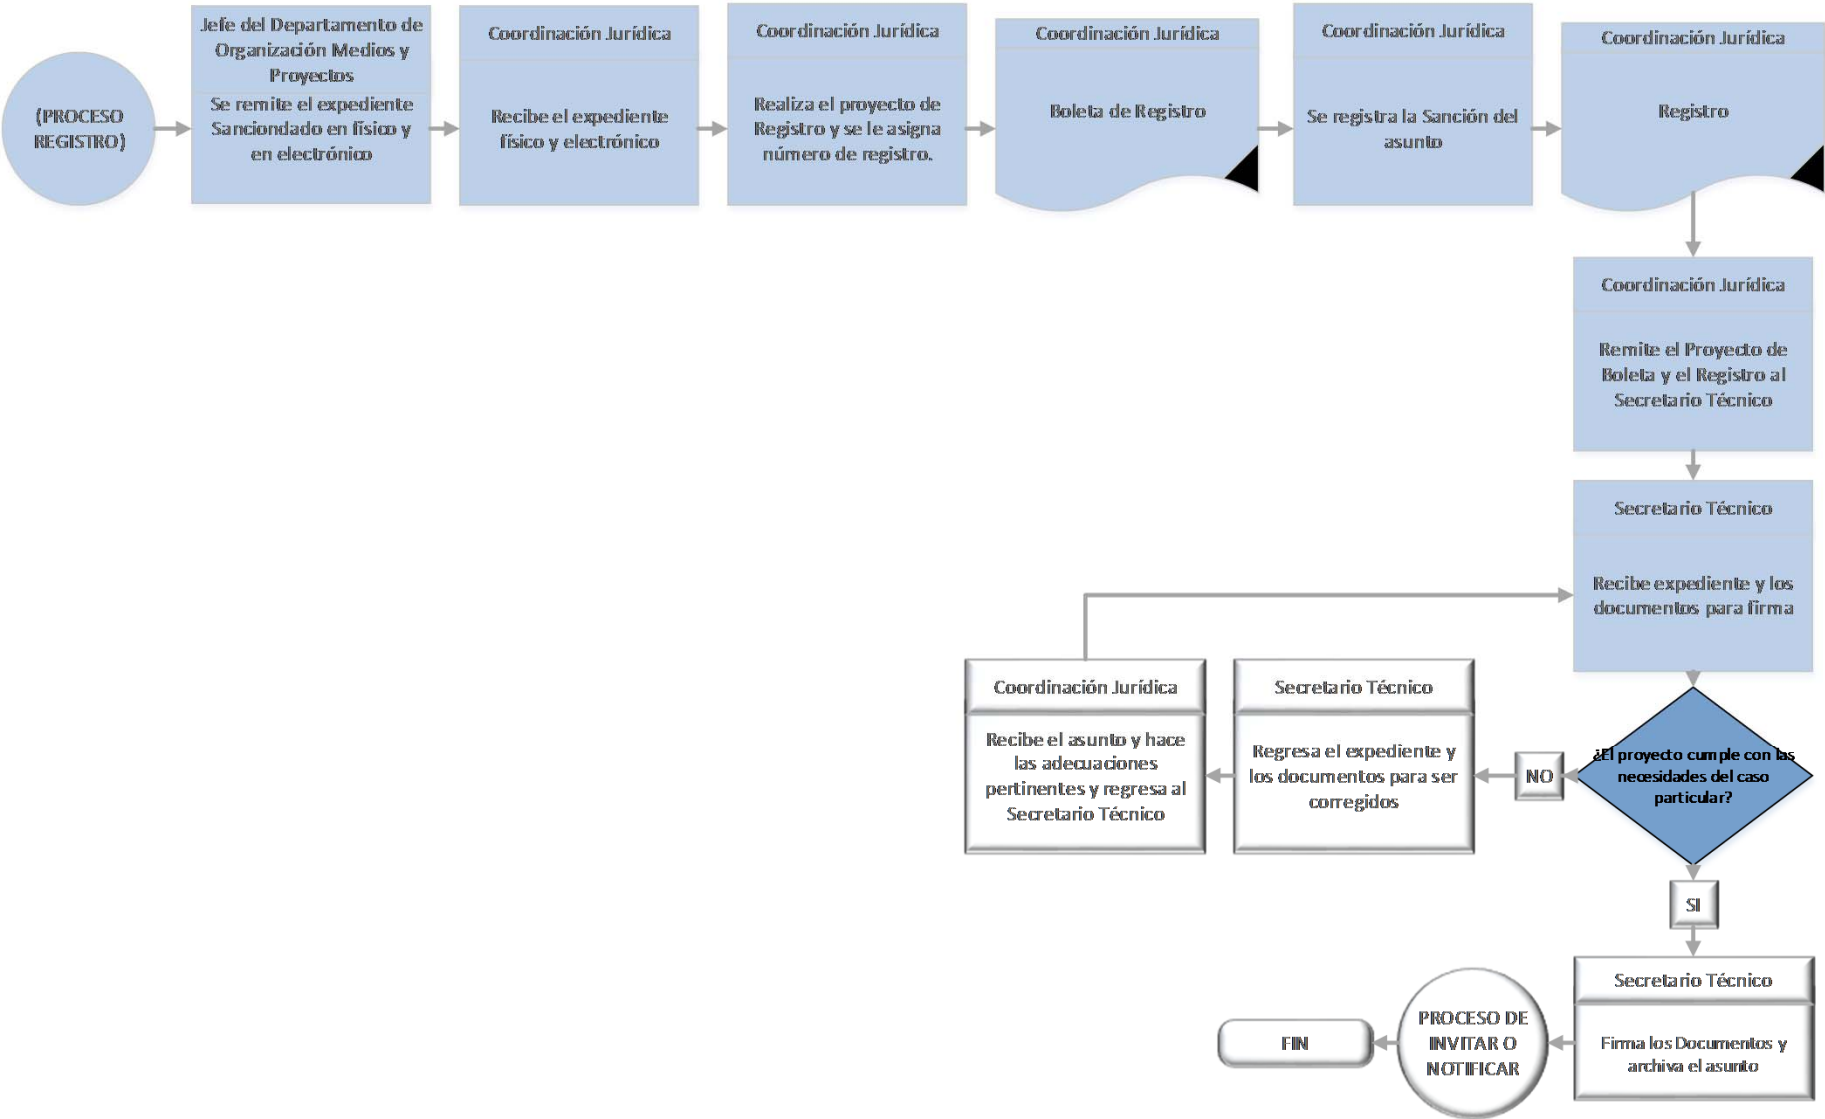 (PROCESO
REGISTRO)
Jefe del Departamento de
Organización Medios y
Proyectos
Se remite el expediente
Sanciondado en físico y
en electrónico
Coordinación Jurídica
Recibe el expediente
físico y electrónico
Coordinación Jurídica
Realiza el proyecto de
Registro y se le asigna
número de registro.
Coordinación Jurídica
Boleta de Registro
Coordinación Jurídica
Se registra la Sanción del
asunto
Coordinación Jurídica
Registro
Coordinación Jurídica
Remite el Proyecto de
Boleta y el Registro al
Secretario Técnico
Secretario Técnico
Recibe expediente y los
documentos para firma
¿El proyecto cumple con las
necesidades del caso
particular?
NO
Secretario Técnico
Regresa el expediente y
los documentos para ser
corregidos
Coordinación Jurídica
Recibe el asunto y hace
las adecuaciones
pertinentes y regresa al
Secretario Técnico
SI
Secretario Técnico
Firma los Documentos y
archiva el asunto
PROCESO DE
INVITAR O
NOTIFICAR
FIN